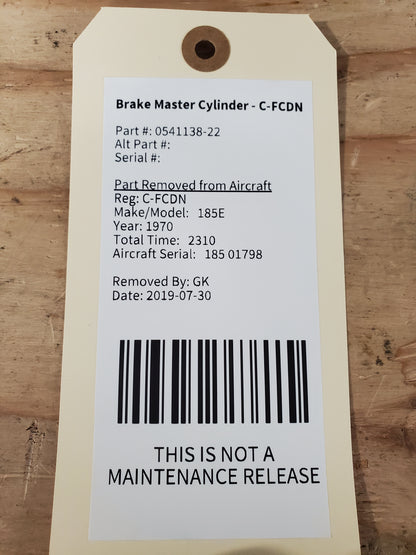 Brake Master Cylinder - C-FCDN
Part #: 0541138-22
Alt Part #:
Serial #:
Part Removed from Aircraft
Reg: C-FCDN
Make/Model: 185E
Year: 1970
Total Time: 2310
Aircraft Serial: 185 01798
Removed By: GK
Date: 2019-07-30
THIS IS NOT A
MAINTENANCE RELEASE